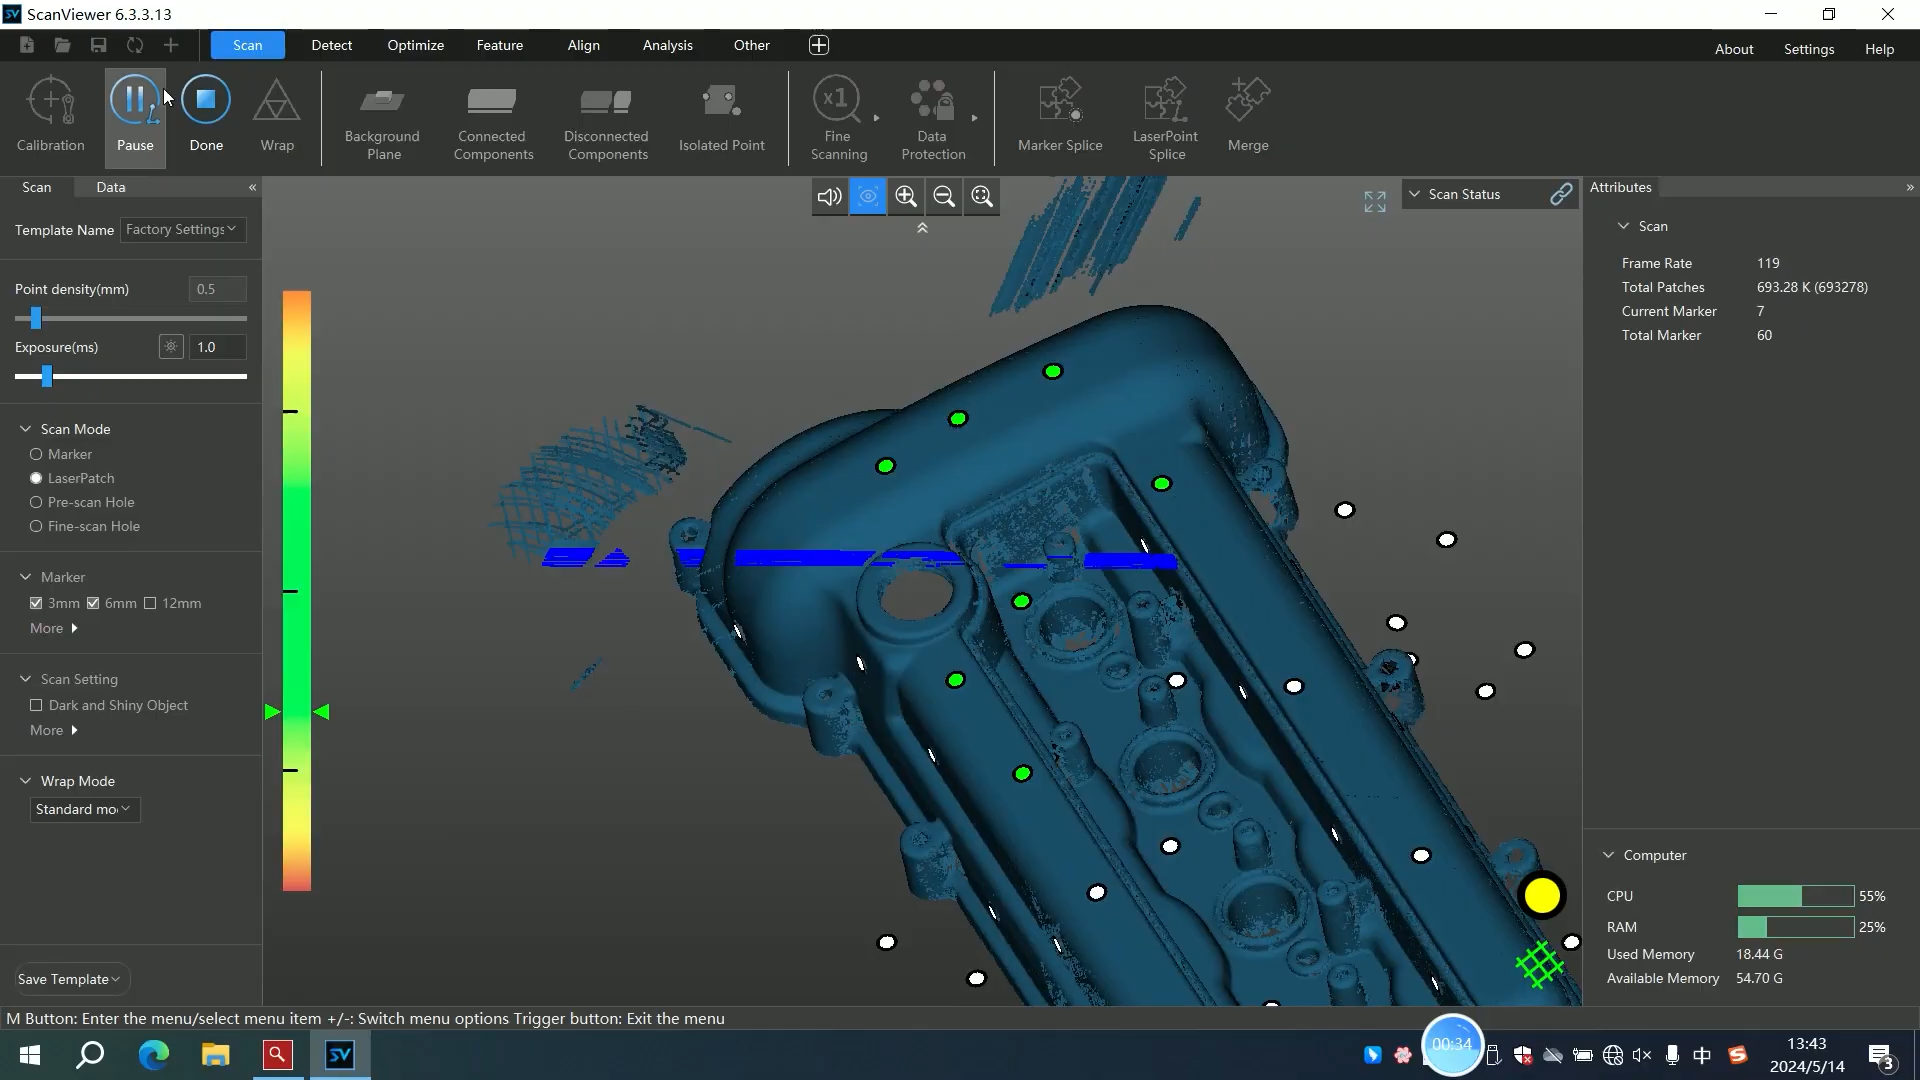 ScanViewer 6.3.3.13
Scan Detect Optimize Feature Align Analysis Other
About Settings Help
Calibration Pause Done Wrap
Background Plane
Connected Components
Disconnected Components
Isolated Point
x1
Fine Scanning
Data Protection
Marker Splice
LaserPoint Splice
Merge
Scan Data
Template Name Factory Settings
Point density(mm) 0.5
Exposure(ms) 1.0
Scan Mode
Marker
LaserPatch
Pre-scan Hole
Fine-scan Hole
Marker
3mm 6mm 12mm
More
Scan Setting
Dark and Shiny Object
More
Wrap Mode
Standard mo
Save Template
Scan Status
Attributes
Scan
Frame Rate 119
Total Patches 693.28 K (693278)
Current Marker 7
Total Marker 60
Computer
CPU 55%
RAM 25%
Used Memory 18.44 G
Available Memory 54.70 G
M Button: Enter the menu/select menu item +/-: Switch menu options Trigger button: Exit the menu
SV
00:34
中
S
13:43
2024/5/14
3